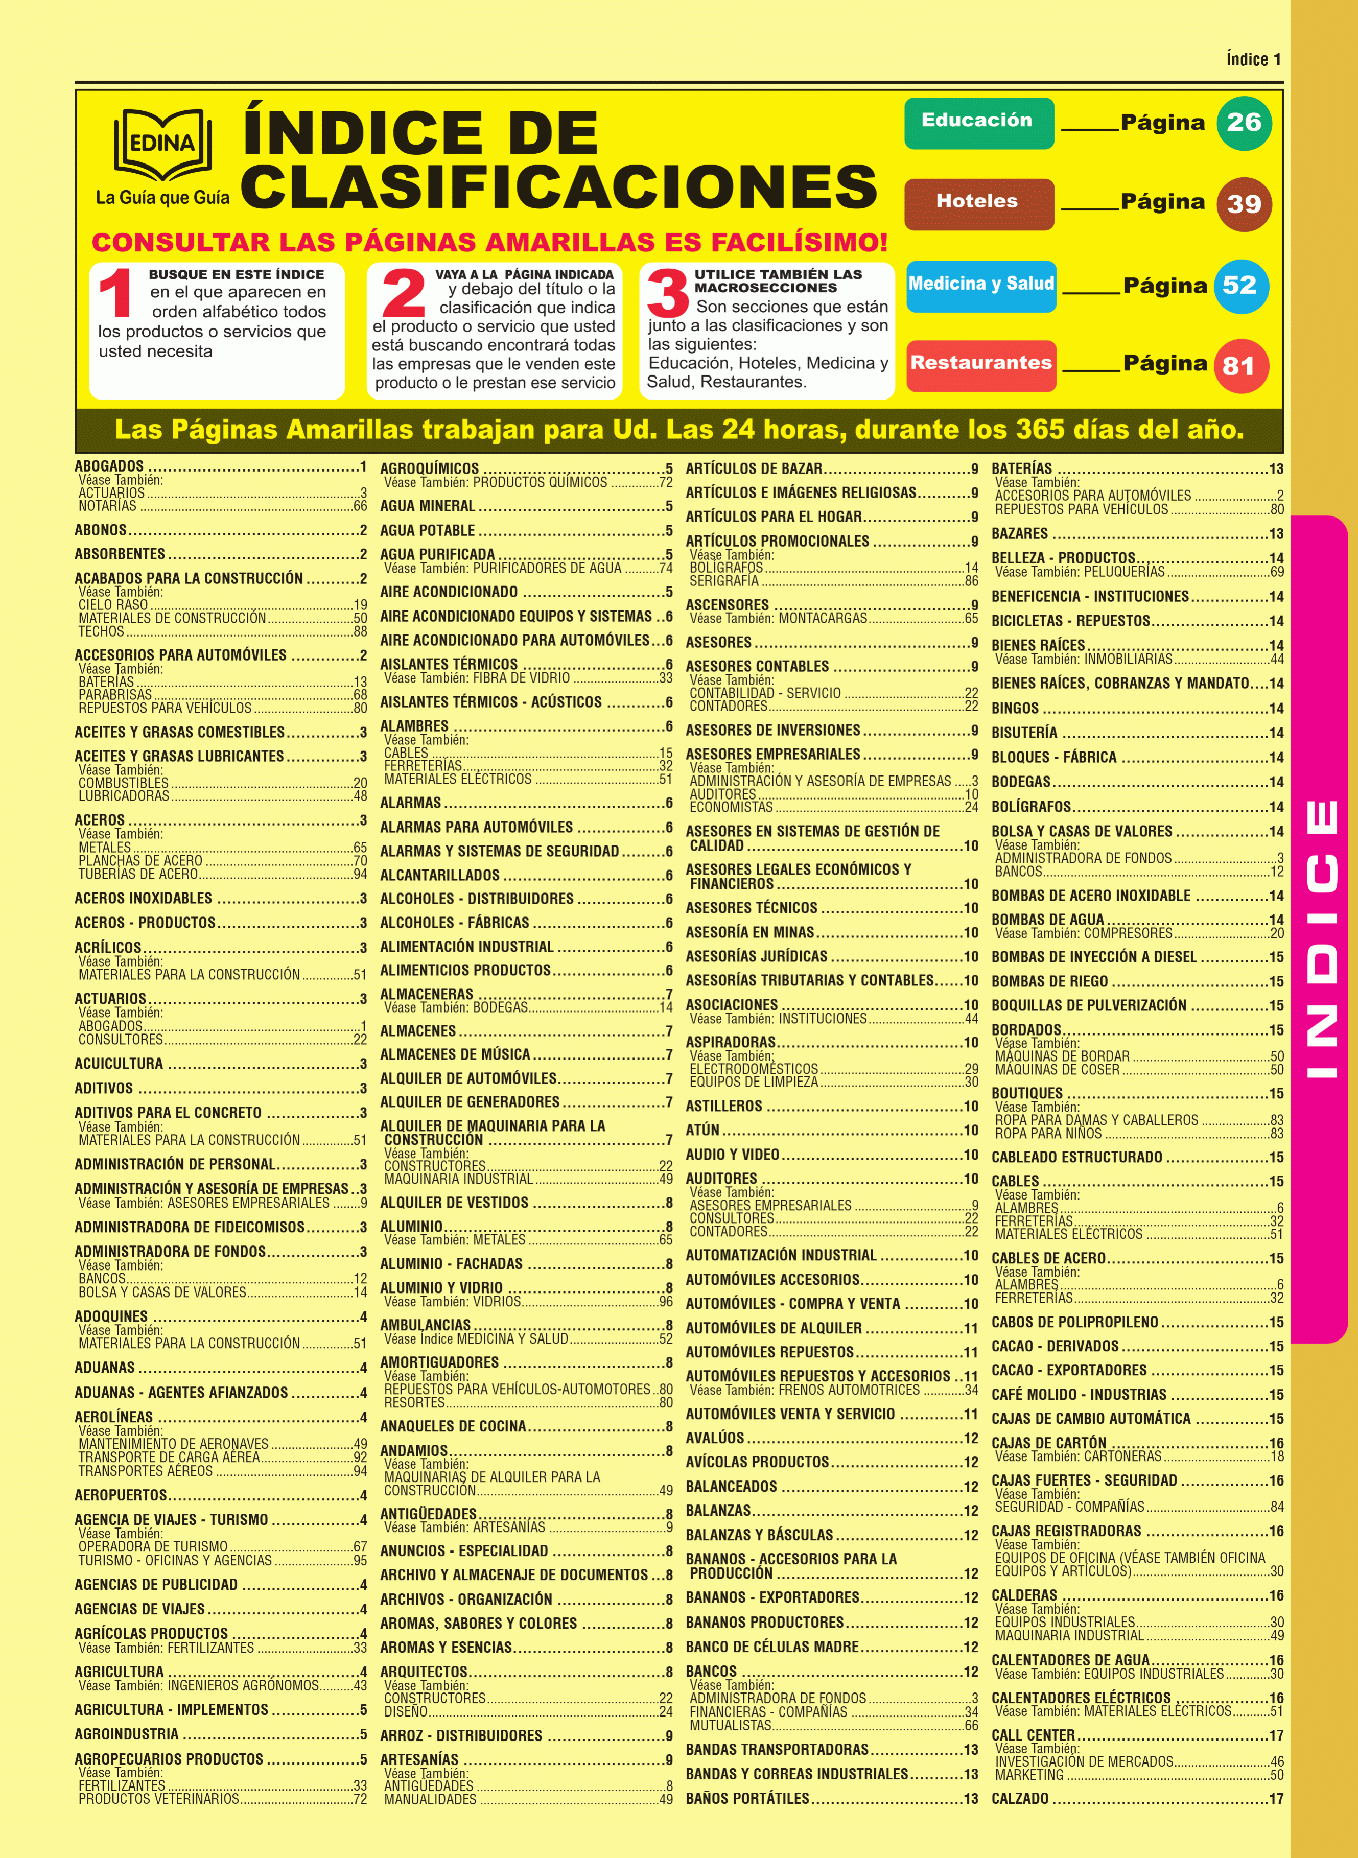 Índice 1
EDINA
La Guía que Guía
ÍNDICE DE
CLASIFICACIONES
CONSULTAR LAS PÁGINAS AMARILLAS ES FACILÍSIMO!
1 BUSQUE EN ESTE ÍNDICE
en el que aparecen en
orden alfabético todos
los productos o servicios que
usted necesita
2 VAYA A LA PÁGINA INDICADA
y debajo del título o la
clasificación que indica
el producto o servicio que usted
está buscando encontrará todas
las empresas que le venden este
producto o le prestan ese servicio
3 UTILICE TAMBIÉN LAS
MACROSECCIONES
Son secciones que están
junto a las clasificaciones y son
las siguientes:
Educación, Hoteles, Medicina y
Salud, Restaurantes.
Educación ____Página 26
Hoteles ____Página 39
Medicina y Salud ____Página 52
Restaurantes ____Página 81
Las Páginas Amarillas trabajan para Ud. Las 24 horas, durante los 365 días del año.
ABOGADOS ...1
Véase También:
ACTUARIOS ...3
NOTARÍAS ...66
ABONOS...2
ABSORBENTES ...2
ACABADOS PARA LA CONSTRUCCIÓN ...2
Véase También:
CIELO RASO ...19
MATERIALES DE CONSTRUCCIÓN ...50
TECHOS ...88
ACCESORIOS PARA AUTOMÓVILES ...2
Véase También:
BATERÍAS ...13
PARABRISAS ...68
REPUESTOS PARA VEHÍCULOS ...80
ACEITES Y GRASAS COMESTIBLES...3
ACEITES Y GRASAS LUBRICANTES...3
Véase También:
COMBUSTIBLES ...20
LUBRICADORAS ...48
ACEROS ...3
Véase También:
METALES ...65
PLANCHAS DE ACERO ...70
TUBERÍAS DE ACERO...94
ACEROS INOXIDABLES ...3
ACEROS - PRODUCTOS...3
ACRÍLICOS...3
Véase También:
MATERIALES PARA LA CONSTRUCCIÓN ...51
ACTUARIOS...3
Véase También:
ABOGADOS...1
CONSULTORES...22
ACUICULTURA ...3
ADITIVOS ...3
ADITIVOS PARA EL CONCRETO ...3
Véase También:
MATERIALES PARA LA CONSTRUCCIÓN ...51
ADMINISTRACIÓN DE PERSONAL...3
ADMINISTRACIÓN Y ASESORÍA DE EMPRESAS..3
Véase También: ASESORES EMPRESARIALES ...9
ADMINISTRADORA DE FIDEICOMISOS...3
ADMINISTRADORA DE FONDOS...3
Véase También:
BANCOS...12
BOLSA Y CASAS DE VALORES...14
ADOQUINES ...4
Véase También:
MATERIALES PARA LA CONSTRUCCIÓN ...51
ADUANAS ...4
ADUANAS - AGENTES AFIANZADOS ...4
AEROLÍNEAS ...4
Véase También:
MANTENIMIENTO DE AERONAVES ...49
TRANSPORTE DE CARGA AÉREA...92
TRANSPORTES AÉREOS ...94
AEROPUERTOS...4
AGENCIA DE VIAJES - TURISMO ...4
Véase También:
OPERADORA DE TURISMO ...67
TURISMO - OFICINAS Y AGENCIAS ...95
AGENCIAS DE PUBLICIDAD ...4
AGENCIAS DE VIAJES ...4
AGRÍCOLAS PRODUCTOS ...4
Véase También: FERTILIZANTES ...33
AGRICULTURA ...4
Véase También: INGENIEROS AGRÓNOMOS...43
AGRICULTURA - IMPLEMENTOS ...5
AGROINDUSTRIA ...5
AGROPECUARIOS PRODUCTOS ...5
Véase También:
FERTILIZANTES ...33
PRODUCTOS VETERINARIOS...72
AGROQUÍMICOS ...5
Véase También: PRODUCTOS QUÍMICOS ...72
AGUA MINERAL ...5
AGUA POTABLE ...5
AGUA PURIFICADA ...5
Véase También: PURIFICADORES DE AGUA ...74
AIRE ACONDICIONADO ...5
AIRE ACONDICIONADO EQUIPOS Y SISTEMAS ..6
AIRE ACONDICIONADO PARA AUTOMÓVILES...6
AISLANTES TÉRMICOS ...6
Véase También: FIBRA DE VIDRIO ...33
AISLANTES TÉRMICOS - ACÚSTICOS ...6
ALAMBRES ...6
Véase También:
CABLES ...15
FERRETERÍAS...32
MATERIALES ELÉCTRICOS ...51
ALARMAS ...6
ALARMAS PARA AUTOMÓVILES ...6
ALARMAS Y SISTEMAS DE SEGURIDAD ...6
ALCANTARILLADOS ...6
ALCOHOLES - DISTRIBUIDORES ...6
ALCOHOLES - FÁBRICAS ...6
ALIMENTACIÓN INDUSTRIAL ...6
ALIMENTICIOS PRODUCTOS...6
ALMACENERAS ...7
Véase También: BODEGAS...14
ALMACENES ...7
ALMACENES DE MÚSICA...7
ALQUILER DE AUTOMÓVILES...7
ALQUILER DE GENERADORES ...7
ALQUILER DE MAQUINARIA PARA LA
CONSTRUCCIÓN ...7
Véase También:
CONSTRUCTORES...22
MAQUINARIA INDUSTRIAL...49
ALQUILER DE VESTIDOS ...8
ALUMINIO...8
Véase También: METALES ...65
ALUMINIO - FACHADAS ...8
ALUMINIO Y VIDRIO ...8
Véase También: VIDRIOS...96
AMBULANCIAS ...8
Véase Índice MEDICINA Y SALUD...52
AMORTIGUADORES ...8
Véase También:
REPUESTOS PARA VEHÍCULOS-AUTOMOTORES..80
RESORTES...80
ANAQUELES DE COCINA...8
ANDAMIOS...8
Véase También:
MAQUINARIAS DE ALQUILER PARA LA
CONSTRUCCIÓN...49
ANTIGÜEDADES...8
Véase También: ARTESANÍAS ...9
ANUNCIOS - ESPECIALIDAD ...8
ARCHIVO Y ALMACENAJE DE DOCUMENTOS ...8
ARCHIVOS - ORGANIZACIÓN ...8
AROMAS, SABORES Y COLORES ...8
AROMAS Y ESENCIAS...8
ARQUITECTOS...8
Véase También:
CONSTRUCTORES...22
DISEÑO...24
ARROZ - DISTRIBUIDORES ...9
ARTESANÍAS ...9
Véase También:
ANTIGÜEDADES ...8
MANUALIDADES ...49
ARTÍCULOS DE BAZAR...9
ARTÍCULOS E IMÁGENES RELIGIOSAS...9
ARTÍCULOS PARA EL HOGAR...9
ARTÍCULOS PROMOCIONALES ...9
Véase También:
BOLÍGRAFOS...14
SERIGRAFÍA ...86
ASCENSORES ...9
Véase También: MONTACARGAS...65
ASESORES ...9
ASESORES CONTABLES ...9
Véase También:
CONTABILIDAD - SERVICIO ...22
CONTADORES...22
ASESORES DE INVERSIONES ...9
ASESORES EMPRESARIALES ...9
Véase También:
ADMINISTRACIÓN Y ASESORÍA DE EMPRESAS ...3
AUDITORES...10
ECONOMISTAS ...24
ASESORES EN SISTEMAS DE GESTIÓN DE
CALIDAD ...10
ASESORES LEGALES ECONÓMICOS Y
FINANCIEROS ...10
ASESORES TÉCNICOS ...10
ASESORÍA EN MINAS...10
ASESORÍAS JURÍDICAS ...10
ASESORÍAS TRIBUTARIAS Y CONTABLES...10
ASOCIACIONES ...10
Véase También: INSTITUCIONES ...44
ASPIRADORAS...10
Véase También:
ELECTRODOMÉSTICOS ...29
EQUIPOS DE LIMPIEZA ...30
ASTILLEROS ...10
ATÚN ...10
AUDIO Y VIDEO...10
AUDITORES ...10
Véase También:
ASESORES EMPRESARIALES ...9
CONSULTORES...22
CONTADORES...22
AUTOMATIZACIÓN INDUSTRIAL ...10
AUTOMÓVILES ACCESORIOS...10
AUTOMÓVILES - COMPRA Y VENTA ...10
AUTOMÓVILES DE ALQUILER ...11
AUTOMÓVILES REPUESTOS...11
AUTOMÓVILES REPUESTOS Y ACCESORIOS ..11
Véase También: FRENOS AUTOMOTRICES ...34
AUTOMÓVILES VENTA Y SERVICIO ...11
AVALÚOS ...12
AVÍCOLAS PRODUCTOS...12
BALANCEADOS ...12
BALANZAS...12
BALANZAS Y BÁSCULAS ...12
BANANOS - ACCESORIOS PARA LA
PRODUCCIÓN ...12
BANANOS - EXPORTADORES...12
BANANOS PRODUCTORES...12
BANCO DE CÉLULAS MADRE...12
BANCOS ...12
Véase También:
ADMINISTRADORA DE FONDOS ...3
FINANCIERAS - COMPAÑÍAS ...34
MUTUALISTAS...66
BANDAS TRANSPORTADORAS...13
BANDAS Y CORREAS INDUSTRIALES...13
BAÑOS PORTÁTILES...13
BATERÍAS ...13
Véase También:
ACCESORIOS PARA AUTOMÓVILES ...2
REPUESTOS PARA VEHÍCULOS ...80
BAZARES ...13
BELLEZA - PRODUCTOS...14
Véase También: PELUQUERÍAS ...69
BENEFICENCIA - INSTITUCIONES...14
BICICLETAS - REPUESTOS...14
BIENES RAÍCES...14
Véase También: INMOBILIARIAS...44
BIENES RAÍCES, COBRANZAS Y MANDATO....14
BINGOS ...14
BISUTERÍA ...14
BLOQUES - FÁBRICA ...14
BODEGAS...14
BOLÍGRAFOS...14
BOLSA Y CASAS DE VALORES ...14
Véase También:
ADMINISTRADORA DE FONDOS ...3
BANCOS...12
BOMBAS DE ACERO INOXIDABLE ...14
BOMBAS DE AGUA ...14
Véase También: COMPRESORES...20
BOMBAS DE INYECCIÓN A DIESEL ...15
BOMBAS DE RIEGO ...15
BOQUILLAS DE PULVERIZACIÓN ...15
BORDADOS...15
Véase También:
MÁQUINAS DE BORDAR ...50
MÁQUINAS DE COSER...50
BOUTIQUES ...15
Véase También:
ROPA PARA DAMAS Y CABALLEROS ...83
ROPA PARA NIÑOS ...83
CABLEADO ESTRUCTURADO ...15
CABLES ...15
Véase También:
ALAMBRES...6
FERRETERÍAS...32
MATERIALES ELÉCTRICOS ...51
CABLES DE ACERO...15
Véase También:
ALAMBRES...6
FERRETERÍAS...32
CABOS DE POLIPROPILENO...15
CACAO - DERIVADOS ...15
CACAO - EXPORTADORES ...15
CAFÉ MOLIDO - INDUSTRIAS ...15
CAJAS DE CAMBIO AUTOMÁTICA ...15
CAJAS DE CARTÓN ...16
Véase También: CARTONERAS ...18
CAJAS FUERTES - SEGURIDAD ...16
Véase También:
SEGURIDAD - COMPAÑÍAS ...84
CAJAS REGISTRADORAS ...16
Véase También:
EQUIPOS DE OFICINA (VÉASE TAMBIÉN OFICINA
EQUIPOS Y ARTÍCULOS)...30
CALDERAS ...16
Véase También:
EQUIPOS INDUSTRIALES...30
MAQUINARIA INDUSTRIAL ...49
CALENTADORES DE AGUA...16
Véase También: EQUIPOS INDUSTRIALES...30
CALENTADORES ELÉCTRICOS ...16
Véase También: MATERIALES ELÉCTRICOS...51
CALL CENTER...17
Véase También:
INVESTIGACIÓN DE MERCADOS...46
MARKETING ...50
CALZADO ...17
INDICE